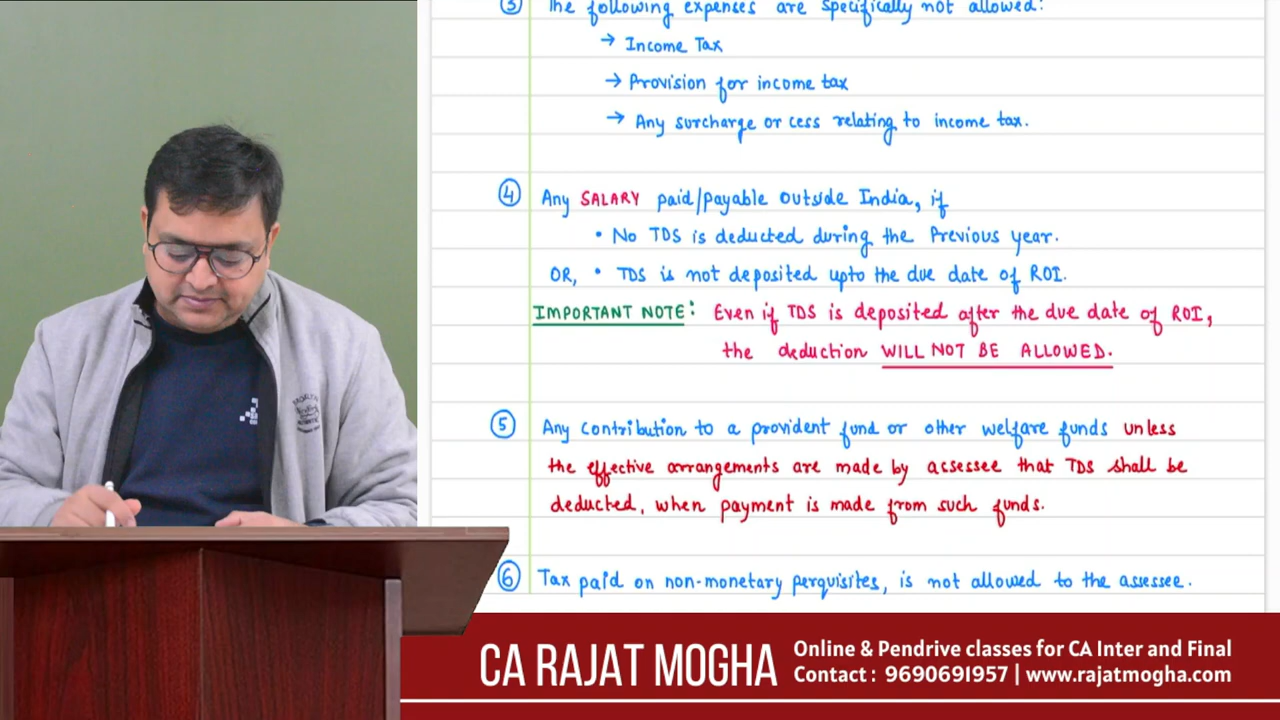 ③ The following expenses are specifically not allowed:
→ Income Tax
→ Provision for income tax
→ Any surcharge or cess relating to income tax.
④ Any SALARY paid/payable outside India, if
• No TDS is deducted during the Previous year.
OR, • TDS is not deposited upto the due date of ROI.
IMPORTANT NOTE: Even if TDS is deposited after the due date of ROI,
the deduction WILL NOT BE ALLOWED.
⑤ Any contribution to a provident fund or other welfare funds unless
the effective arrangements are made by assessee that TDS shall be
deducted, when payment is made from such funds.
⑥ Tax paid on non-monetary perquisites, is not allowed to the assessee.
CA RAJAT MOGHA
Online & Pendrive classes for CA Inter and Final
Contact : 9690691957 | www.rajatmogha.com